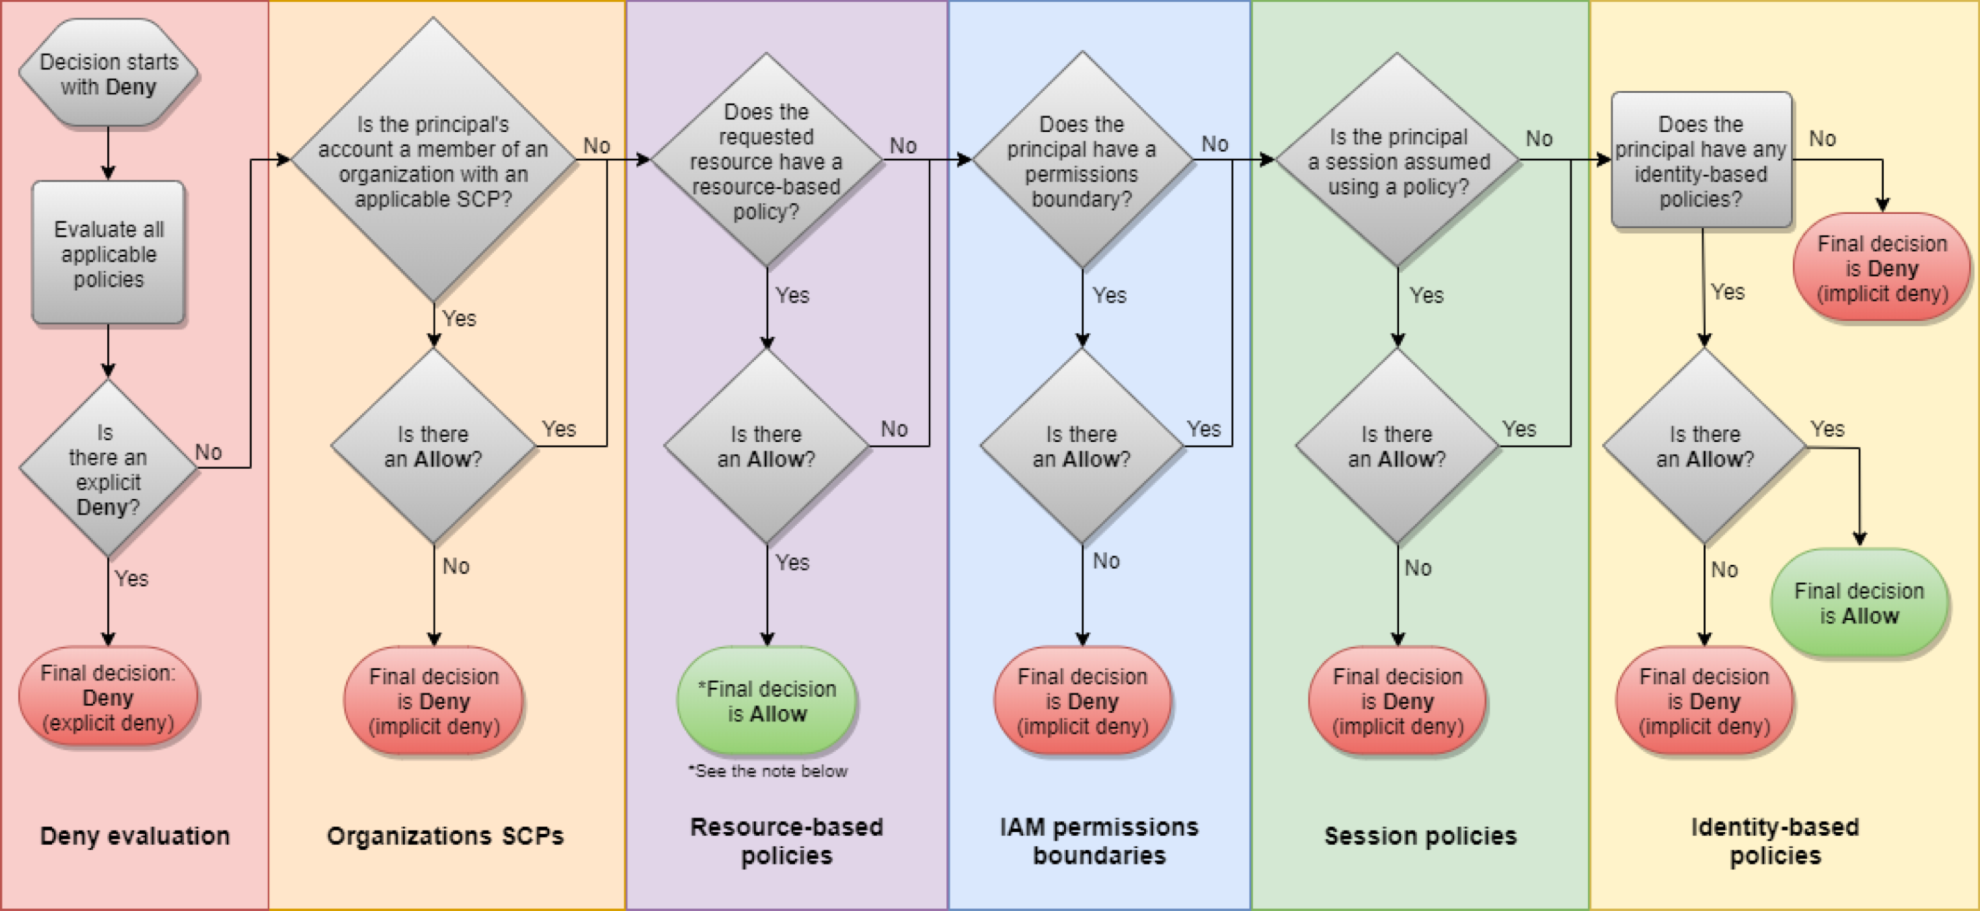 Decision starts
with Deny
Evaluate all
applicable
policies
Is
there an
explicit
Deny?
No
Yes
Final decision:
Deny
(explicit deny)
Deny evaluation
Is the principal's
account a member of an
organization with an
applicable SCP?
No
Yes
Is there
an Allow?
Yes
No
Final decision
is Deny
(implicit deny)
Organizations SCPs
Does the
requested
resource have a
resource-based
policy?
No
Yes
Is there
an Allow?
No
Yes
*Final decision
is Allow
*See the note below
Resource-based
policies
Does the
principal have a
permissions
boundary?
No
Yes
Is there
an Allow?
Yes
No
Final decision
is Deny
(implicit deny)
IAM permissions
boundaries
Is the principal
a session assumed
using a policy?
No
Yes
Is there
an Allow?
Yes
No
Final decision
is Deny
(implicit deny)
Session policies
Does the
principal have any
identity-based
policies?
No
Final decision
is Deny
(implicit deny)
Yes
Is there
an Allow?
Yes
Final decision
is Allow
No
Final decision
is Deny
(implicit deny)
Identity-based
policies